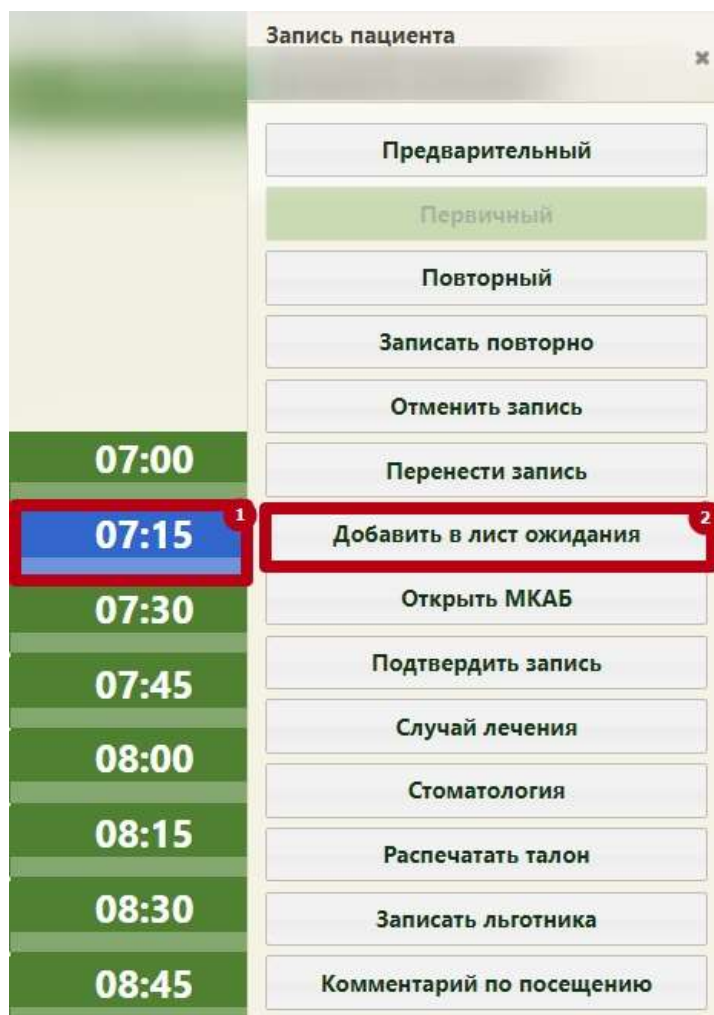 Запись пациента
Предварительный
Первичный
Повторный
Записать повторно
Отменить запись
07:00
Перенести запись
07:15
1
Добавить в лист ожидания
2
07:30
Открыть МКАБ
07:45
Подтвердить запись
Случай лечения
08:00
Стоматология
08:15
Распечатать талон
08:30
Записать льготника
08:45
Комментарий по посещению